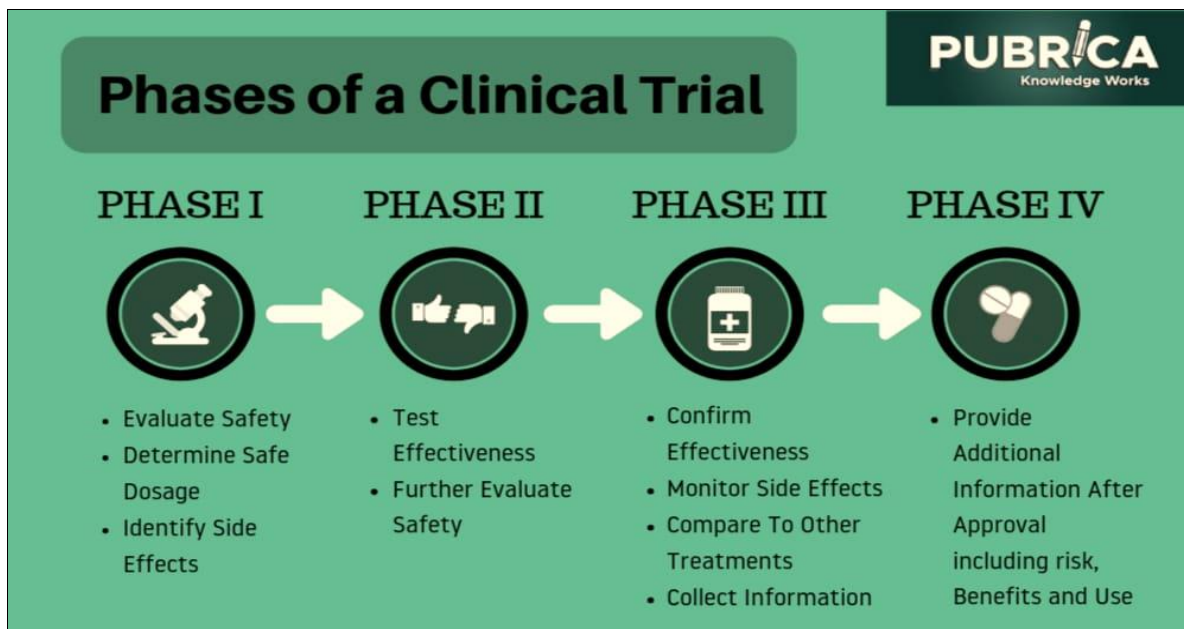 PUBRICA
Knowledge Works
Phases of a Clinical Trial
PHASE I
• Evaluate Safety
• Determine Safe
Dosage
• Identify Side
Effects
PHASE II
• Test
Effectiveness
• Further Evaluate
Safety
PHASE III
• Confirm
Effectiveness
• Monitor Side Effects
• Compare To Other
Treatments
• Collect Information
PHASE IV
• Provide
Additional
Information After
Approval
including risk,
Benefits and Use